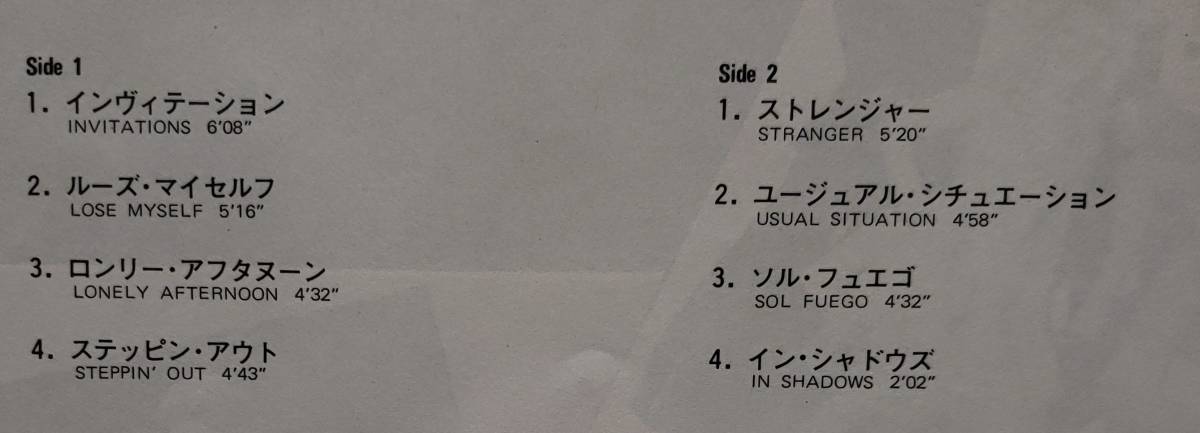 Side 1
1. インヴィテーション
INVITATIONS 6'08"
2. ルーズ・マイセルフ
LOSE MYSELF 5'16"
3. ロンリー・アフタヌーン
LONELY AFTERNOON 4'32"
4. ステッピン・アウト
STEPPIN' OUT 4'43"
Side 2
1. ストレンジャー
STRANGER 5'20"
2. ユージュアル・シチュエーション
USUAL SITUATION 4'58"
3. ソル・フュエゴ
SOL FUEGO 4'32"
4. イン・シャドウズ
IN SHADOWS 2'02"